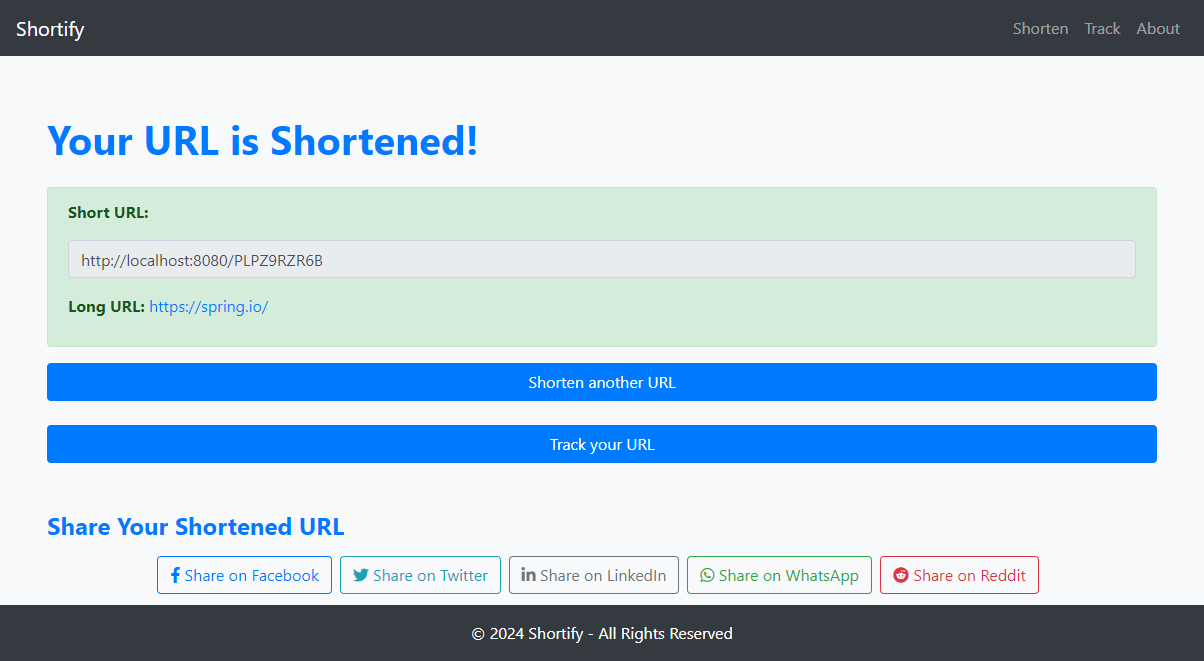 Shortify Shorten Track About
Your URL is Shortened!
Short URL:
http://localhost:8080/PLPZ9RZR6B
Long URL: https://spring.io/
Shorten another URL
Track your URL
Share Your Shortened URL
Share on Facebook Share on Twitter Share on LinkedIn Share on WhatsApp Share on Reddit
© 2024 Shortify - All Rights Reserved